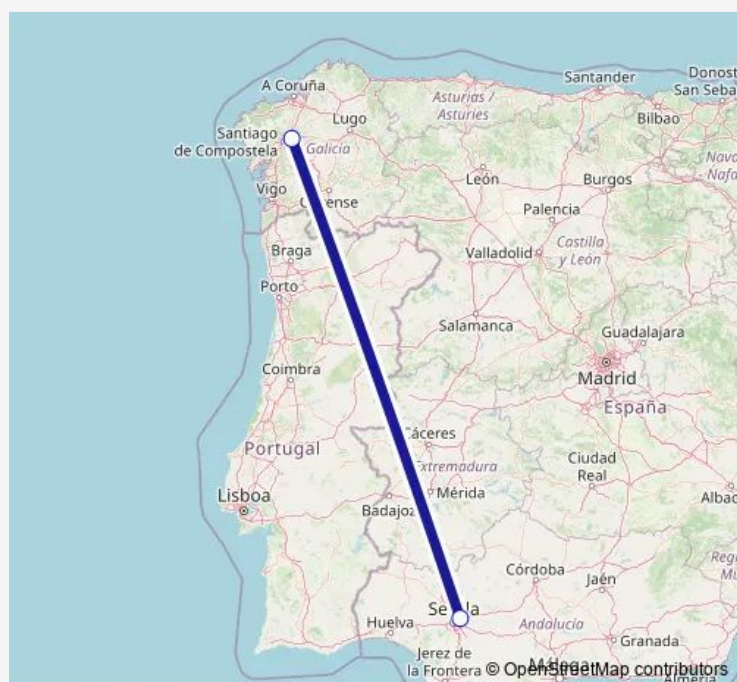 A Coruña
Santander
Donost
San Seba
Asturias /
Asturies
Lugo
Bilbao
Santiago
de Compostela
Galicia
Nava
- Nafa
León
Burgos
Vigo
Palencia
Braga
Castilla
y León
Valladolid
Porto
Salamanca
Guadalajara
Madrid
Coimbra
España
Cáceres
Portugal
Extremadura
Ciudad
Real
Lisboa
Mérida
Albac
Badajoz
Córdoba
Jaén
Huelva
Andalucía
Granada
Jerez de
la Frontera
© OpenStreetMap contributors